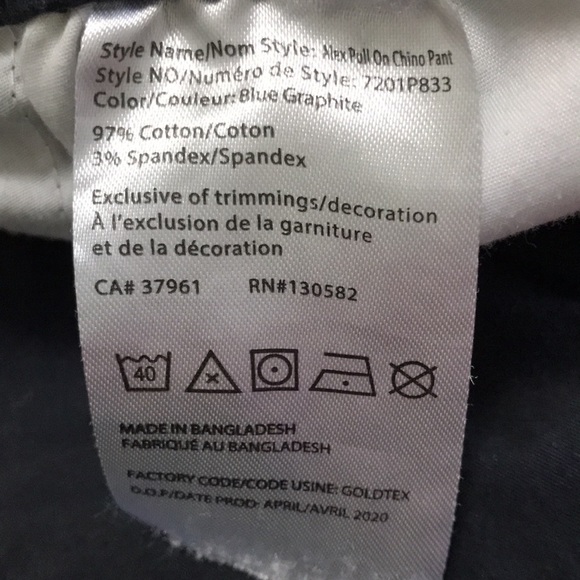 Style Name/Nom Style: Alex Pull On Chino Pant
Style NO/Numéro de Style: 7201P833
Color/Couleur: Blue Graphite
97% Cotton/Coton
3% Spandex/Spandex
Exclusive of trimmings/decoration
À l'exclusion de la garniture
et de la décoration
CA# 37961 RN#130582
40
MADE IN BANGLADESH
FABRIQUÉ AU BANGLADESH
FACTORY CODE/CODE USINE: GOLDTEX
D.O.P/DATE PROD: APRIL/AVRIL 2020